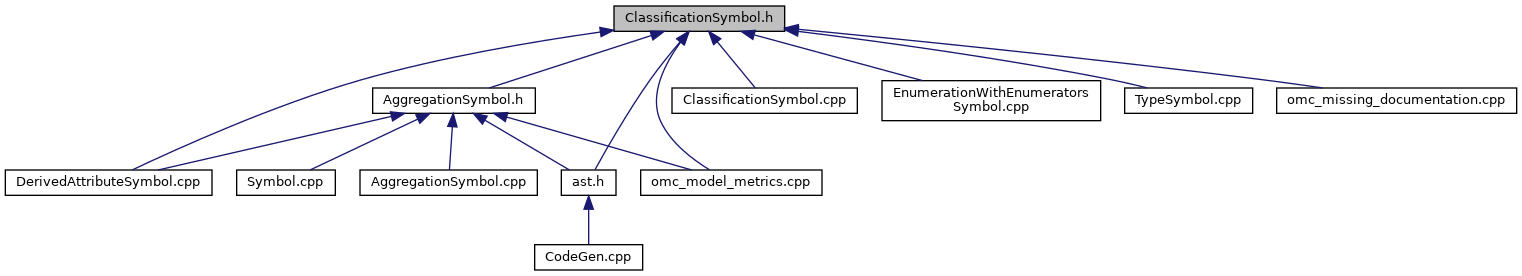 ClassificationSymbol.h
AggregationSymbol.h
ClassificationSymbol.cpp
EnumerationWithEnumerators
Symbol.cpp
TypeSymbol.cpp
omc_missing_documentation.cpp
DerivedAttributeSymbol.cpp
Symbol.cpp
AggregationSymbol.cpp
ast.h
omc_model_metrics.cpp
CodeGen.cpp